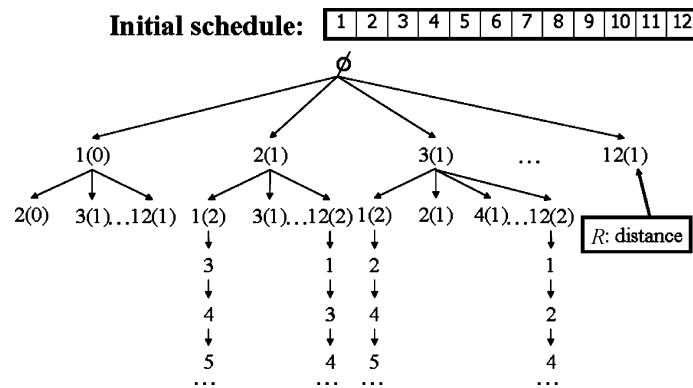 Initial schedule: 1 2 3 4 5 6 7 8 9 10 11 12
ø
1(0) 2(1) 3(1) ... 12(1)
2(0) 3(1)...12(1) 1(2) 3(1)...12(2) 1(2) 2(1) 4(1)...12(2) R: distance
3 1 2 1
4 3 4 2
5 4 5 4
... ... ... ...